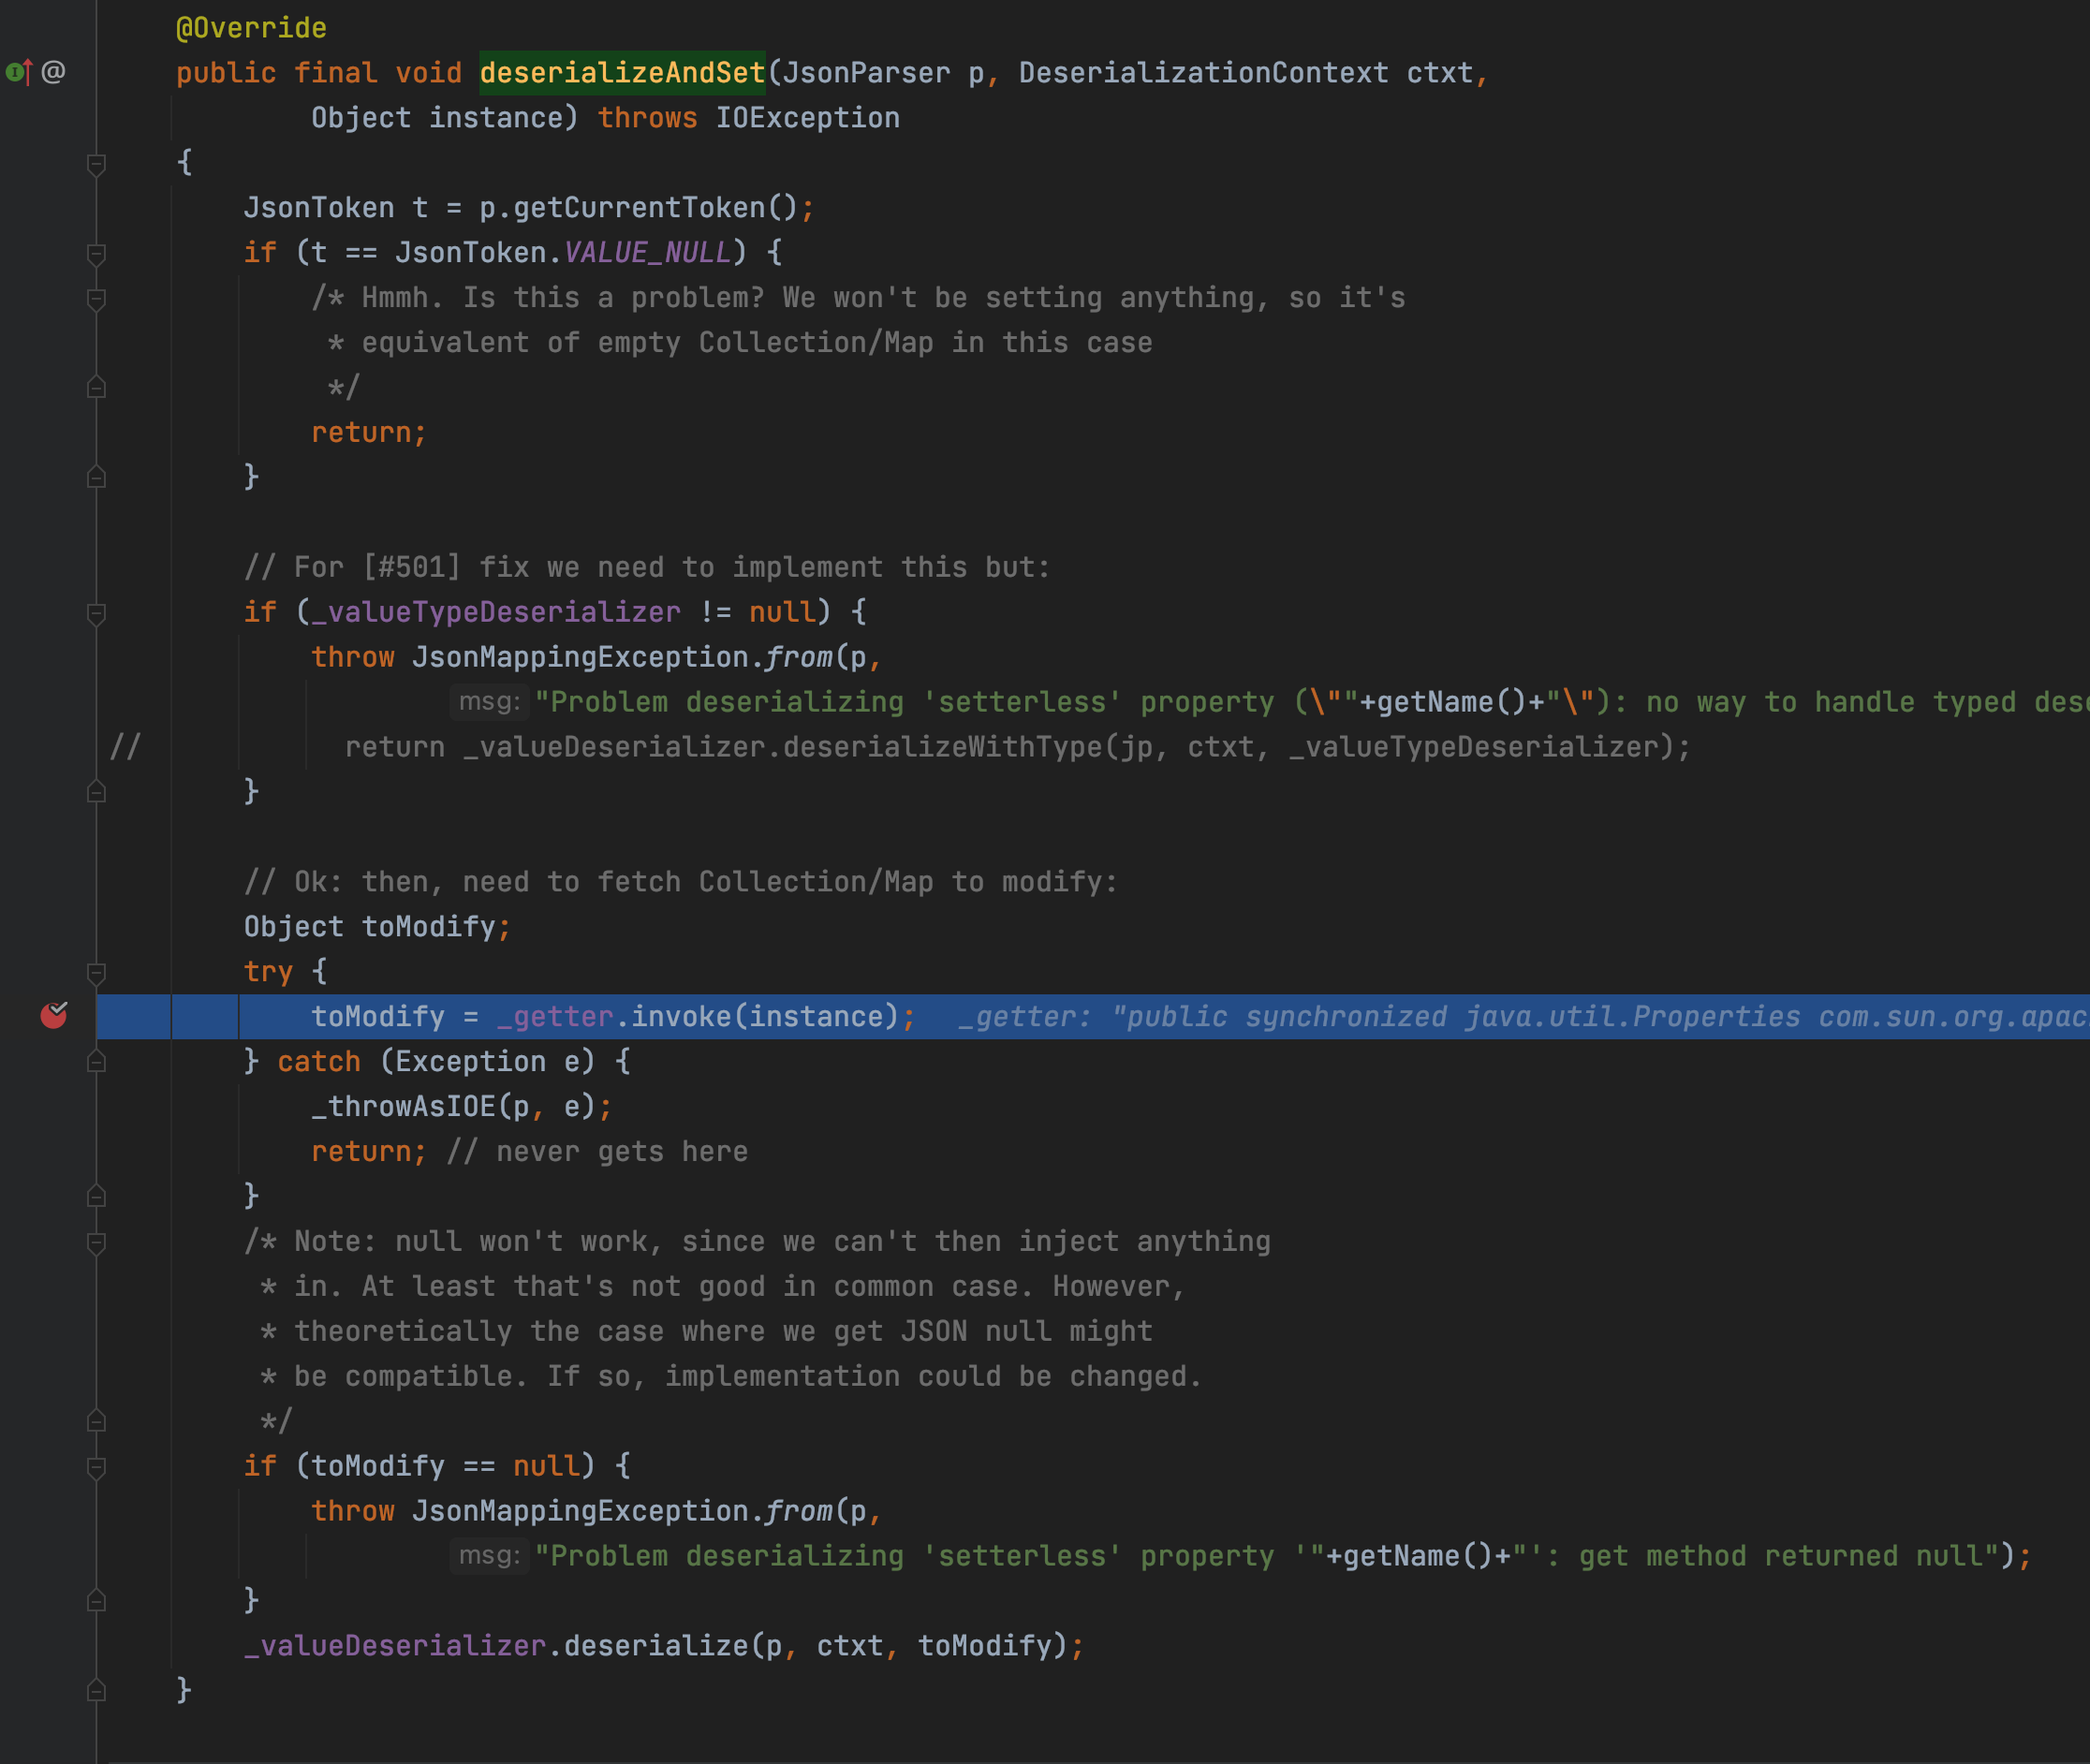 @Override
@ public final void deserializeAndSet(JsonParser p, DeserializationContext ctxt,
Object instance) throws IOException
{
JsonToken t = p.getCurrentToken();
if (t == JsonToken.VALUE_NULL) {
/* Hmmh. Is this a problem? We won't be setting anything, so it's
* equivalent of empty Collection/Map in this case
*/
return;
}
// For [#501] fix we need to implement this but:
if (_valueTypeDeserializer != null) {
throw JsonMappingException.from(p,
msg: "Problem deserializing 'setterless' property (\""+getName()+"\"): no way to handle typed
// return _valueDeserializer.deserializeWithType(jp, ctxt, _valueTypeDeserializer);
}
// Ok: then, need to fetch Collection/Map to modify:
Object toModify;
try {
toModify = _getter.invoke(instance); _getter: "public synchronized java.util.Properties com.sun.org.apac
} catch (Exception e) {
_throwAsIOE(p, e);
return; // never gets here
}
/* Note: null won't work, since we can't then inject anything
* in. At least that's not good in common case. However,
* theoretically the case where we get JSON null might
* be compatible. If so, implementation could be changed.
*/
if (toModify == null) {
throw JsonMappingException.from(p,
msg: "Problem deserializing 'setterless' property '"+getName()+"': get method returned null");
}
_valueDeserializer.deserialize(p, ctxt, toModify);
}